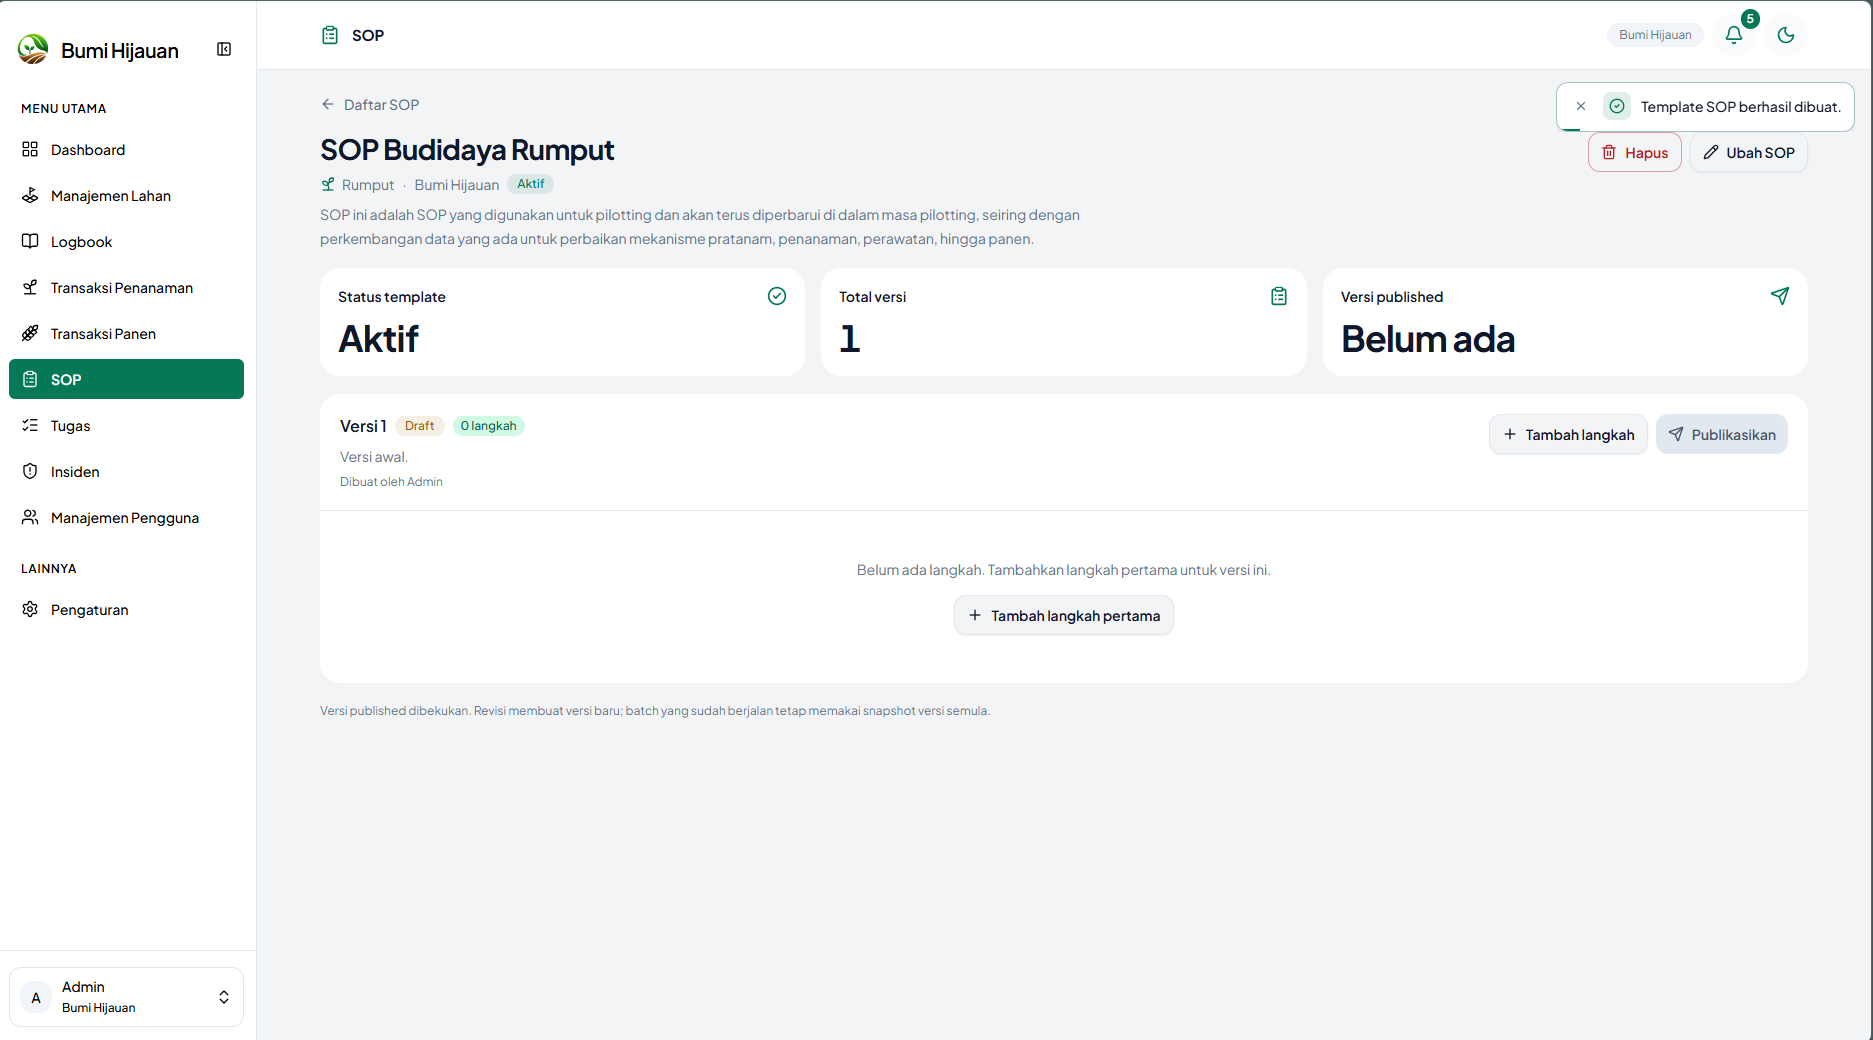 Bumi Hijauan
MENU UTAMA
Dashboard
Manajemen Lahan
Logbook
Transaksi Penanaman
Transaksi Panen
SOP
Tugas
Insiden
Manajemen Pengguna
LAINNYA
Pengaturan
A
Admin
Bumi Hijauan
SOP
Bumi Hijauan
5
Template SOP berhasil dibuat.
Daftar SOP
SOP Budidaya Rumput
Hapus
Ubah SOP
Rumput · Bumi Hijauan Aktif
SOP ini adalah SOP yang digunakan untuk pilotting dan akan terus diperbarui di dalam masa pilotting, seiring dengan
perkembangan data yang ada untuk perbaikan mekanisme pratanam, penanaman, perawatan, hingga panen.
Status template
Aktif
Total versi
1
Versi published
Belum ada
Versi 1 Draft 0 langkah
Versi awal.
Dibuat oleh Admin
Tambah langkah
Publikasikan
Belum ada langkah. Tambahkan langkah pertama untuk versi ini.
Tambah langkah pertama
Versi published dibekukan. Revisi membuat versi baru; batch yang sudah berjalan tetap memakai snapshot versi semula.